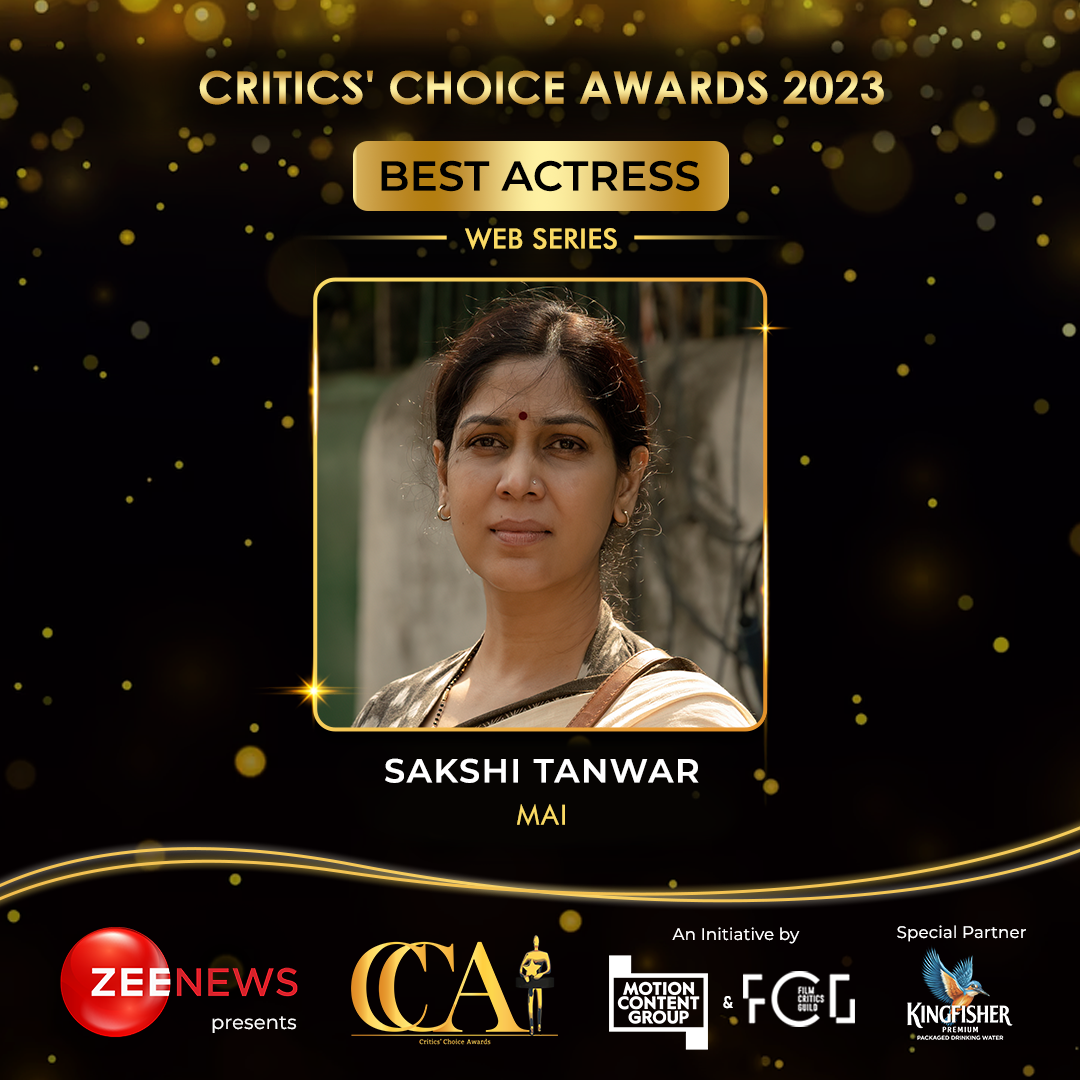 CRITICS' CHOICE AWARDS 2023
BEST ACTRESS
WEB SERIES
SAKSHI TANWAR
MAI
ZEENEWS
presents
CCA
Critics' Choice Awards
An Initiative by
MOTION
CONTENT
GROUP
&
FCG
FILM
CRITICS
GUILD
Special Partner
KINGFISHER
PREMIUM
PACKAGED DRINKING WATER